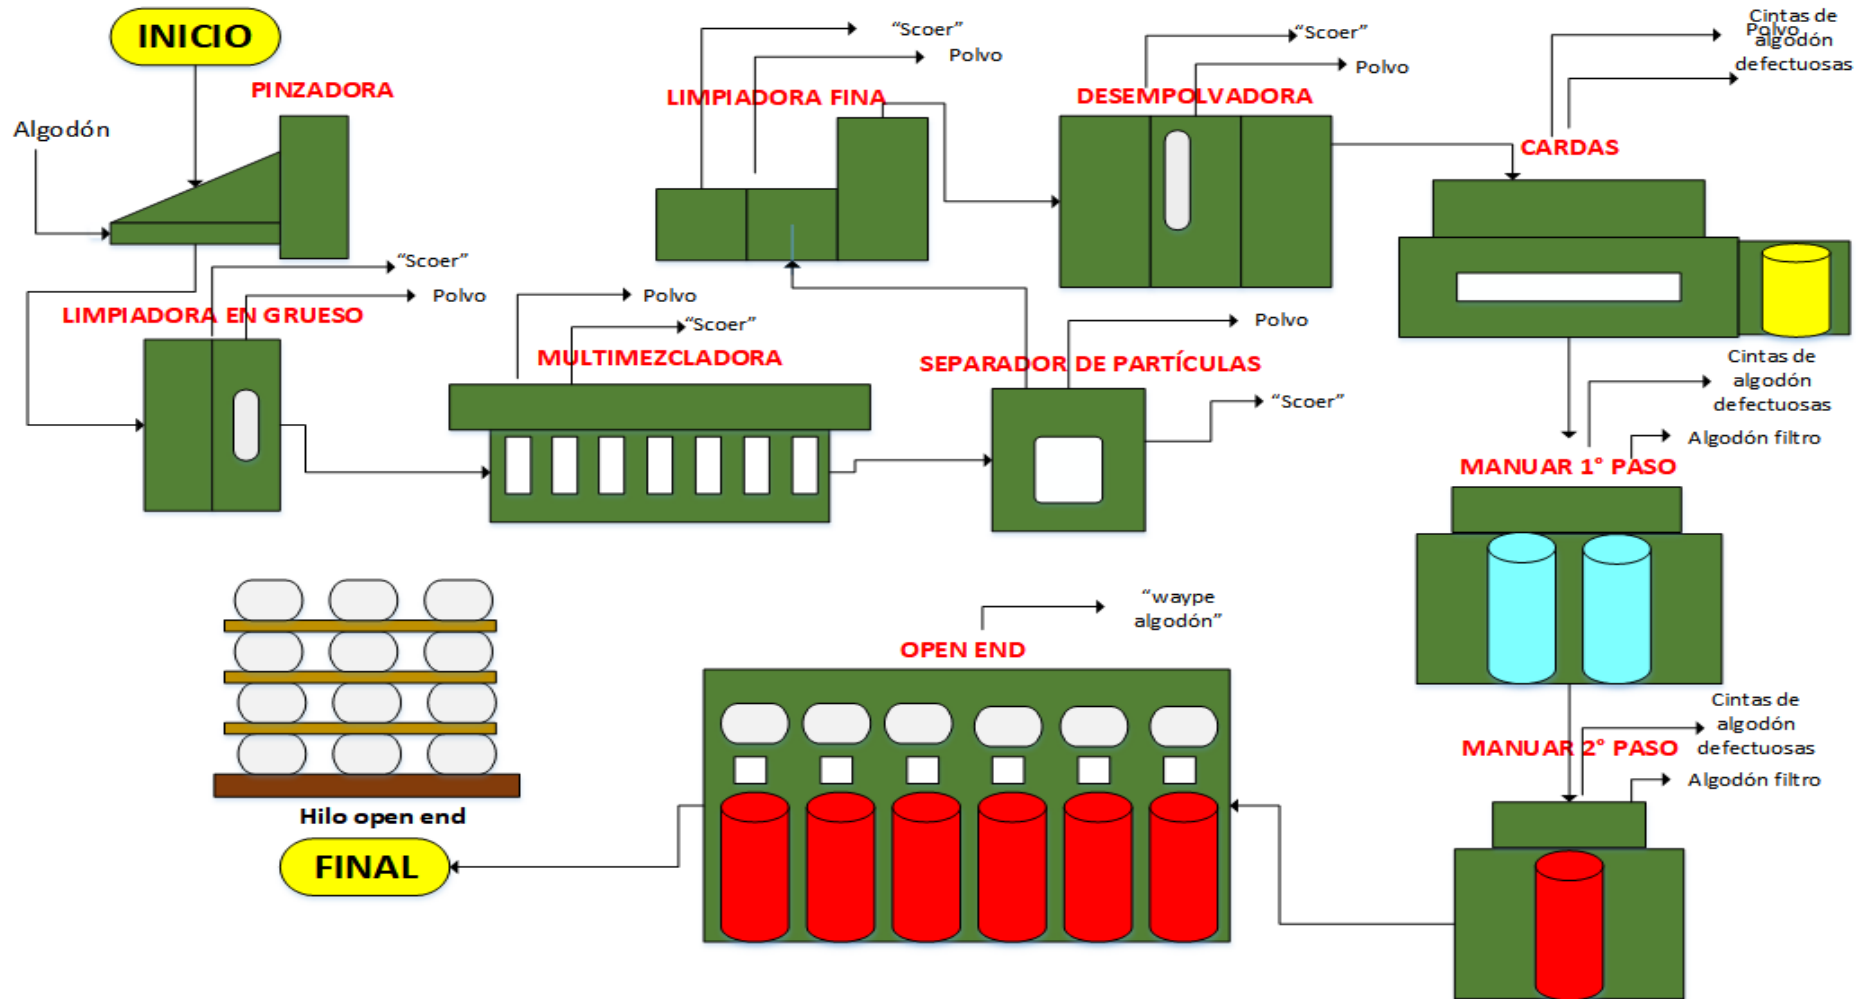 INICIO
PINZADORA
Algodón
“Scoer”
Polvo
LIMPIADORA EN GRUESO
Polvo
“Scoer”
MULTIMEZCLADORA
Polvo
“Scoer”
SEPARADOR DE PARTÍCULAS
“Scoer”
Polvo
LIMPIADORA FINA
“Scoer”
Polvo
DESEMPOLVADORA
Polvo
Cintas de
algodón
defectuosas
CARDAS
Cintas de
algodón
defectuosas
Algodón filtro
MANUAR 1° PASO
Cintas de
algodón
defectuosas
MANUAR 2° PASO
Algodón filtro
“waype
algodón”
OPEN END
Hilo open end
FINAL